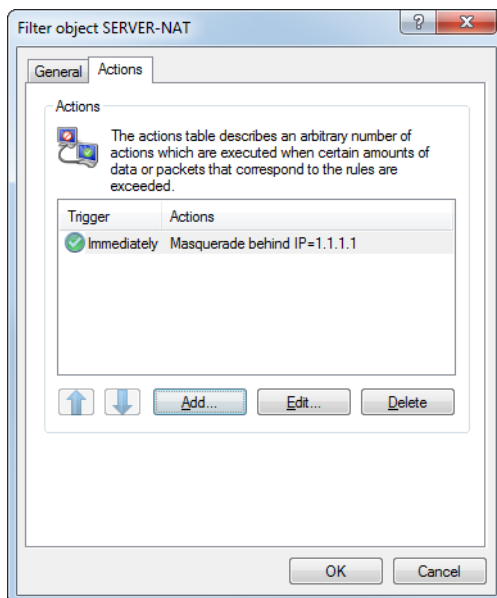 Filter object SERVER-NAT
General
Actions
Actions
The actions table describes an arbitrary number of
actions which are executed when certain amounts of
data or packets that correspond to the rules are
exceeded.
Trigger Actions
Immediately Masquerade behind IP=1.1.1.1
Add... Edit... Delete
OK Cancel